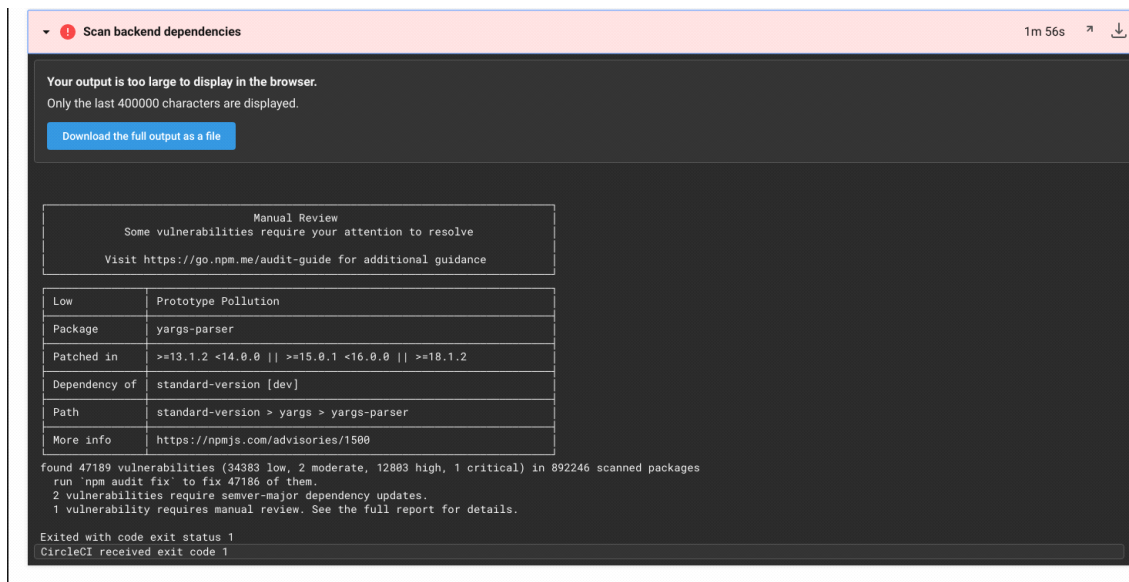 Scan backend dependencies
1m 56s
Your output is too large to display in the browser.
Only the last 400000 characters are displayed.
Download the full output as a file
Manual Review
Some vulnerabilities require your attention to resolve
Visit https://go.npm.me/audit-guide for additional guidance
Low Prototype Pollution
Package yargs-parser
Patched in >=13.1.2 <14.0.0 || >=15.0.1 <16.0.0 || >=18.1.2
Dependency of standard-version [dev]
Path standard-version > yargs > yargs-parser
More info https://npmjs.com/advisories/1500
found 47189 vulnerabilities (34383 low, 2 moderate, 12803 high, 1 critical) in 892246 scanned packages
run `npm audit fix` to fix 47186 of them.
2 vulnerabilities require semver-major dependency updates.
1 vulnerability requires manual review. See the full report for details.
Exited with code exit status 1
CircleCI received exit code 1